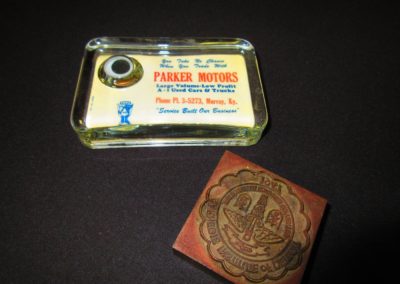 You Take No Chance
When You Trade With
PARKER MOTORS
Large Volume-Low Profit
A-1 Used Cars & Trucks
Phone Pl. 3-5273, Murray, Ky.
"Service Built Our Business"